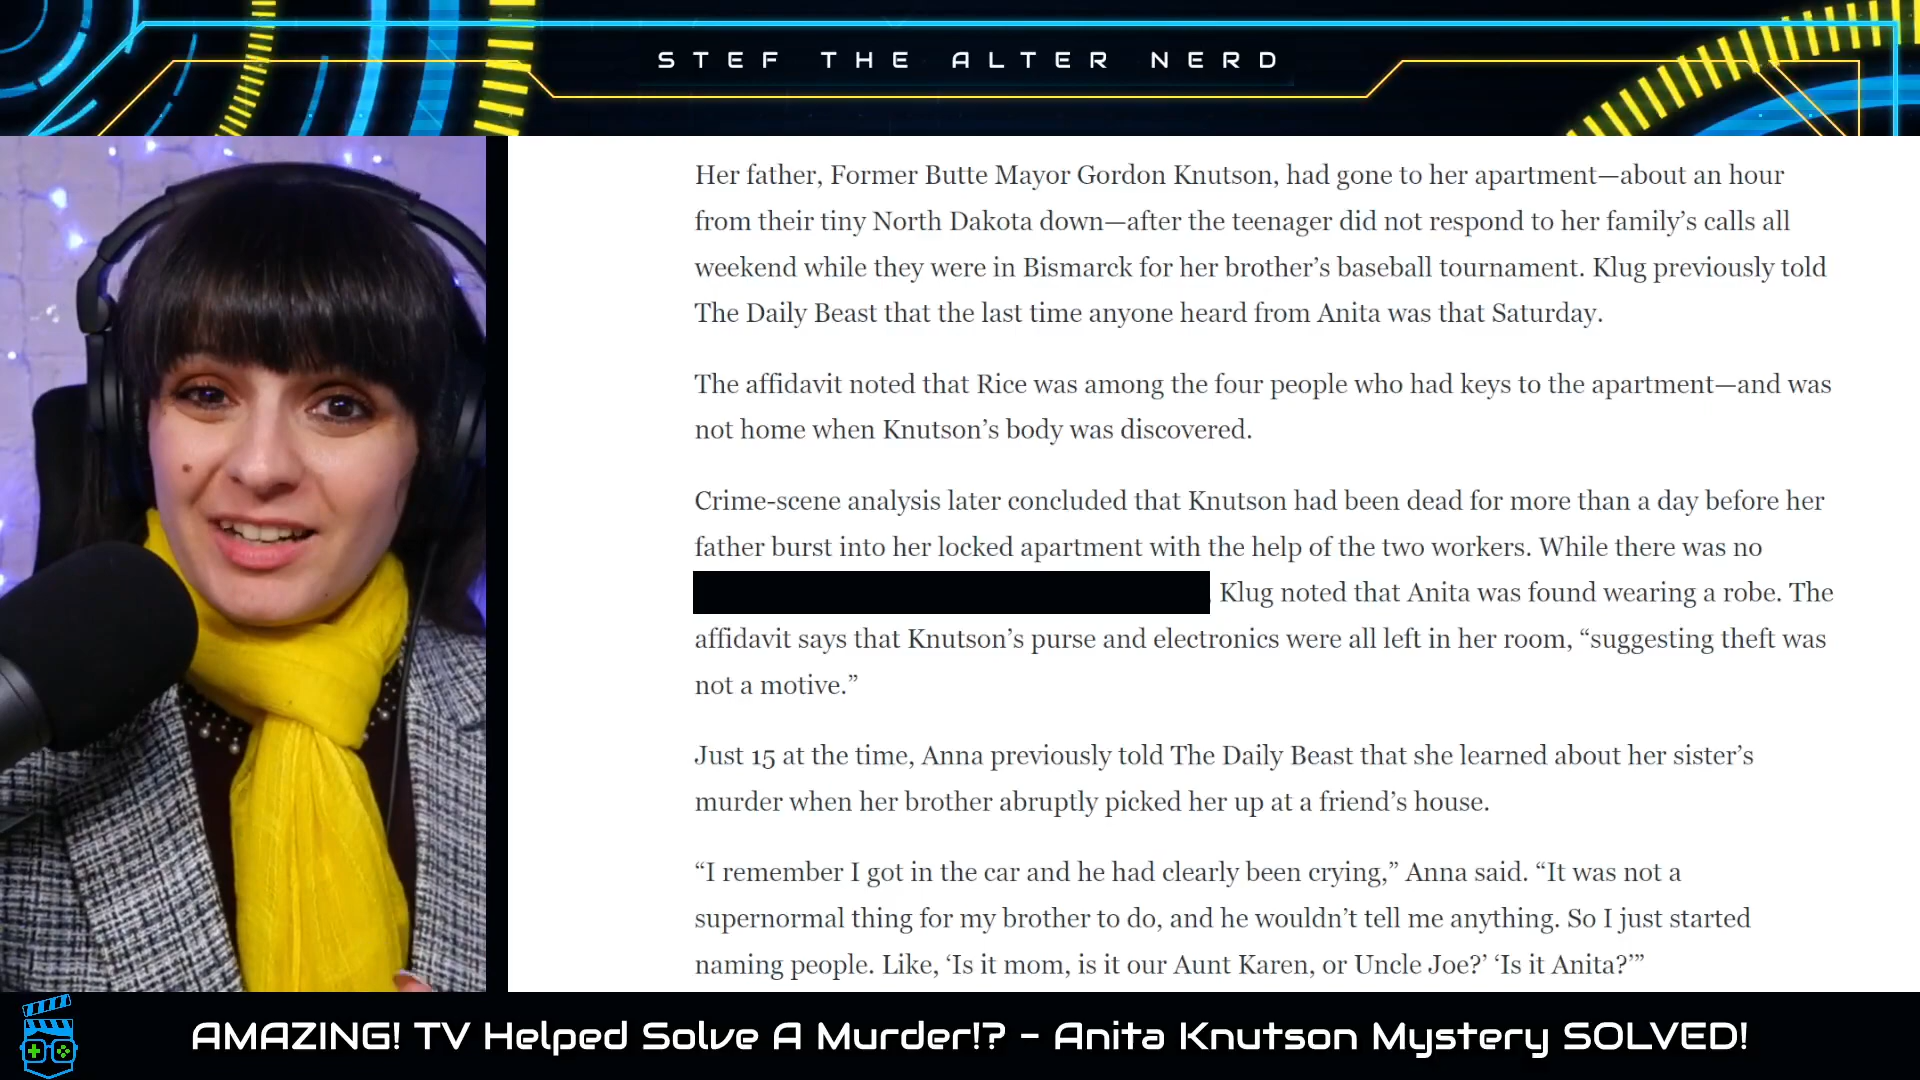 STEF THE ALTER NERD
Her father, Former Butte Mayor Gordon Knutson, had gone to her apartment—about an hour
from their tiny North Dakota down—after the teenager did not respond to her family’s calls all
weekend while they were in Bismarck for her brother’s baseball tournament. Klug previously told
The Daily Beast that the last time anyone heard from Anita was that Saturday.
The affidavit noted that Rice was among the four people who had keys to the apartment—and was
not home when Knutson’s body was discovered.
Crime-scene analysis later concluded that Knutson had been dead for more than a day before her
father burst into her locked apartment with the help of the two workers. While there was no
. Klug noted that Anita was found wearing a robe. The
affidavit says that Knutson’s purse and electronics were all left in her room, “suggesting theft was
not a motive.”
Just 15 at the time, Anna previously told The Daily Beast that she learned about her sister’s
murder when her brother abruptly picked her up at a friend’s house.
“I remember I got in the car and he had clearly been crying,” Anna said. “It was not a
supernormal thing for my brother to do, and he wouldn’t tell me anything. So I just started
naming people. Like, ‘Is it mom, is it our Aunt Karen, or Uncle Joe?’ ‘Is it Anita?’”
AMAZING! TV Helped Solve A Murder!? - Anita Knutson Mystery SOLVED!